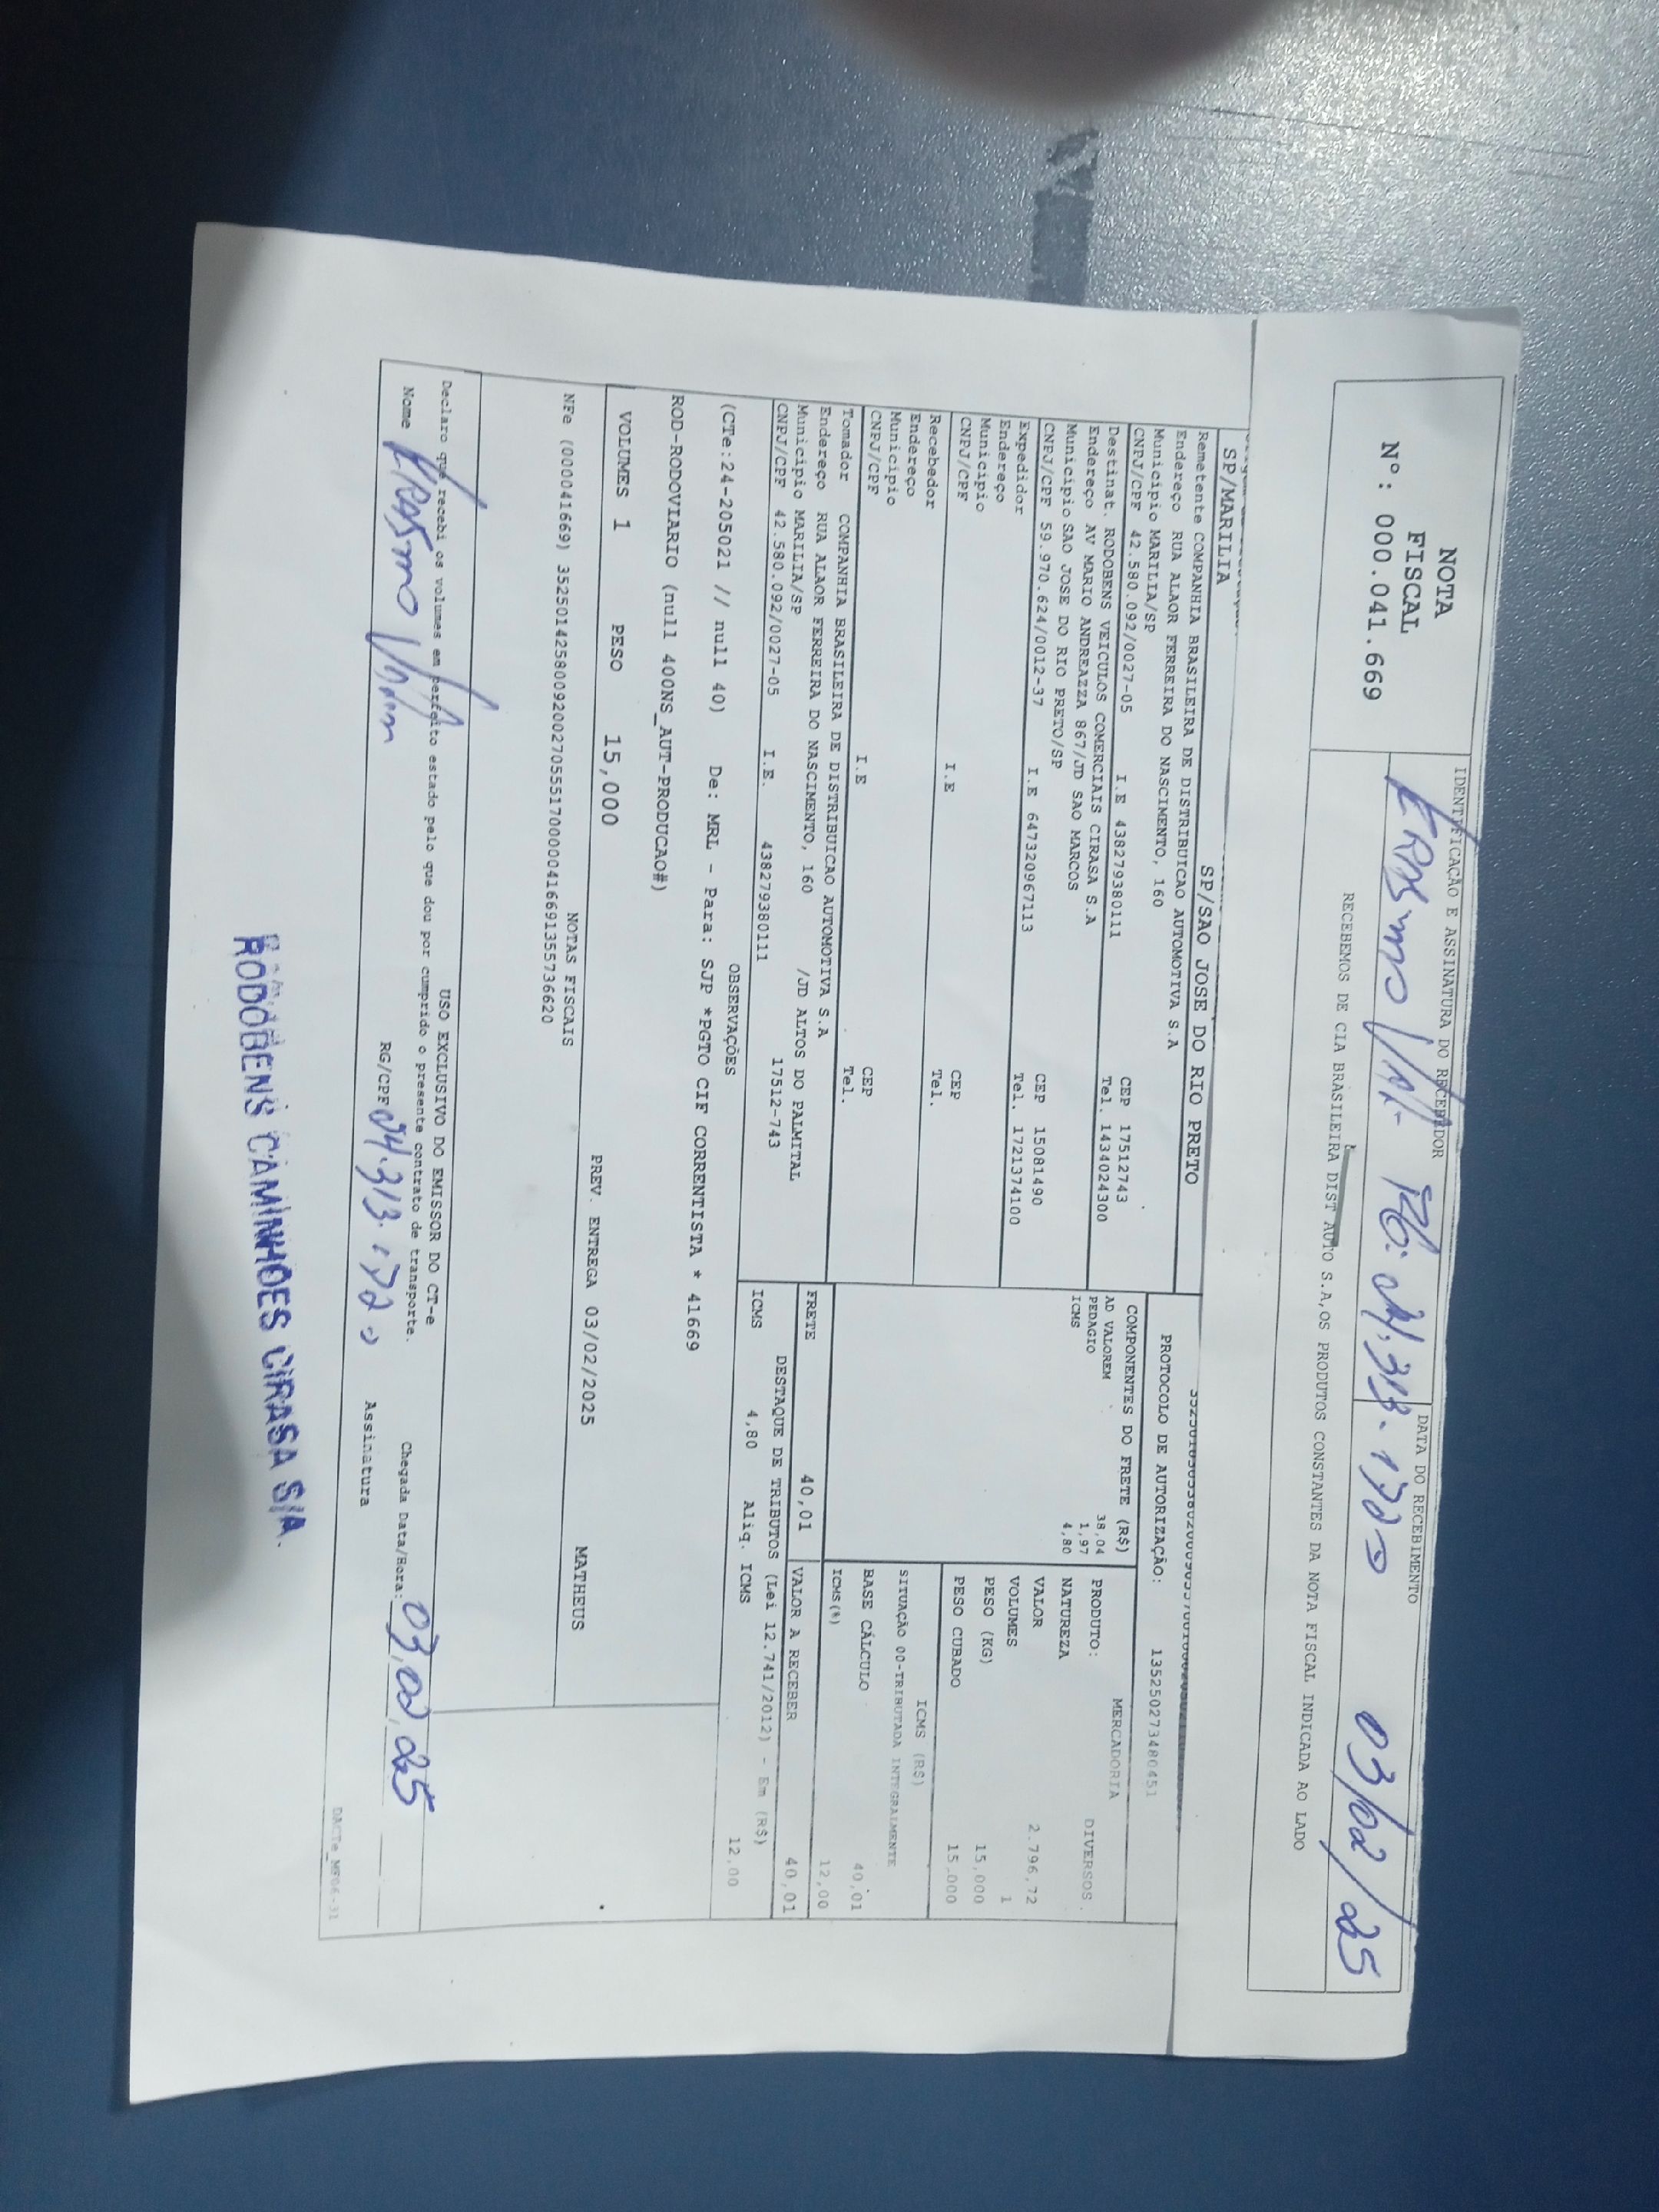 NOTA
FISCAL
Nº: 000.041.669
IDENTIFICAÇÃO E ASSINATURA DO RECEBEDOR
DATA DO RECEBIMENTO
03/02/25
RECEBEMOS DE CIA BRASILEIRA DIST AUTO S.A,OS PRODUTOS CONSTANTES DA NOTA FISCAL INDICADA AO LADO
SP/MARILIA
SP/SAO JOSE DO RIO PRETO
Remetente COMPANHIA BRASILEIRA DE DISTRIBUICAO AUTOMOTIVA S.A
Endereço RUA ALAOR FERREIRA DO NASCIMENTO, 160
Municipio MARILIA/SP CEP 17512743
CNPJ/CPF 42.580.092/0027-05 I.E 438279380111 Tel. 1434024300
Destinat. RODOBENS VEICULOS COMERCIAIS CIRASA S.A
Endereço AV MARIO ANDREAZZA 867/JD SAO MARCOS
Municipio SAO JOSE DO RIO PRETO/SP CEP 15081490
CNPJ/CPF 59.970.624/0012-37 I.E 647320967113 Tel. 1721374100
Expedidor
Endereço
Municipio CEP
CNPJ/CPF I.E Tel.
Recebedor
Endereço
Municipio CEP
CNPJ/CPF I.E Tel.
Tomador COMPANHIA BRASILEIRA DE DISTRIBUICAO AUTOMOTIVA S.A
Endereço RUA ALAOR FERREIRA DO NASCIMENTO, 160 /JD ALTOS DO PALMITAL
Municipio MARILIA/SP 17512-743
CNPJ/CPF 42.580.092/0027-05 I.E. 438279380111
PROTOCOLO DE AUTORIZAÇÃO: 135250273480451
COMPONENTES DO FRETE (R$)
AD VALOREM 38,04
PEDAGIO 1,97
ICMS 4,80
MERCADORIA
PRODUTO: DIVERSOS
NATUREZA
VALOR 2.796,72
VOLUMES 1
PESO (KG) 15,000
PESO CUBADO 15,000
ICMS (R$)
SITUAÇÃO 00-TRIBUTADA INTEGRALMENTE
BASE CÁLCULO 40,01
ICMS(%) 12,00
FRETE 40,01 VALOR A RECEBER 40,01
DESTAQUE DE TRIBUTOS (Lei 12.741/2012) - Em (R$)
ICMS 4,80 Aliq. ICMS 12,00
OBSERVAÇÕES
(CTe:24-205021 // null 40) De: MRL - Para: SJP *PGTO CIF CORRENTISTA * 41669
ROD-RODOVIARIO (null 400NS_AUT-PRODUCAO#)
VOLUMES 1 PESO 15,000 PREV. ENTREGA 03/02/2025 MATHEUS
NOTAS FISCAIS
NFe (000041669) 35250142580092002705551700000416691355736620
USO EXCLUSIVO DO EMISSOR DO CT-e
Declaro que recebi os volumes em perfeito estado pelo que dou por cumprido o presente contrato de transporte.
Chegada Data/Hora: 03,02,25
Nome
RG/CPF
Assinatura
DACTe_MF06-31
RODOBENS CAMINHOES CIRASA S/A.